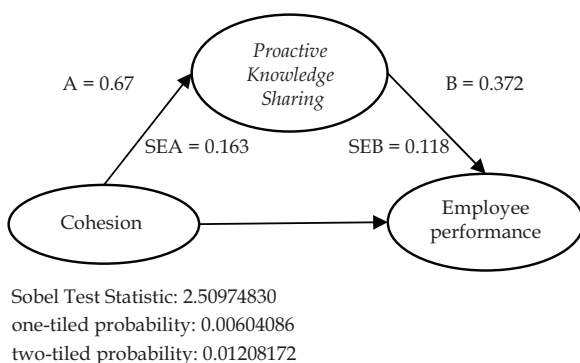 Proactive
Knowledge
Sharing
A = 0.67
B = 0.372
SEA = 0.163
SEB = 0.118
Cohesion
Employee
performance
Sobel Test Statistic: 2.50974830
one-tiled probability: 0.00604086
two-tiled probability: 0.01208172